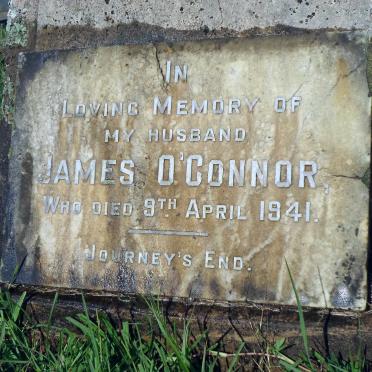 In
Loving Memory of
my husband
James O'Connor,
Who died 9th April 1941.
Journey's End.